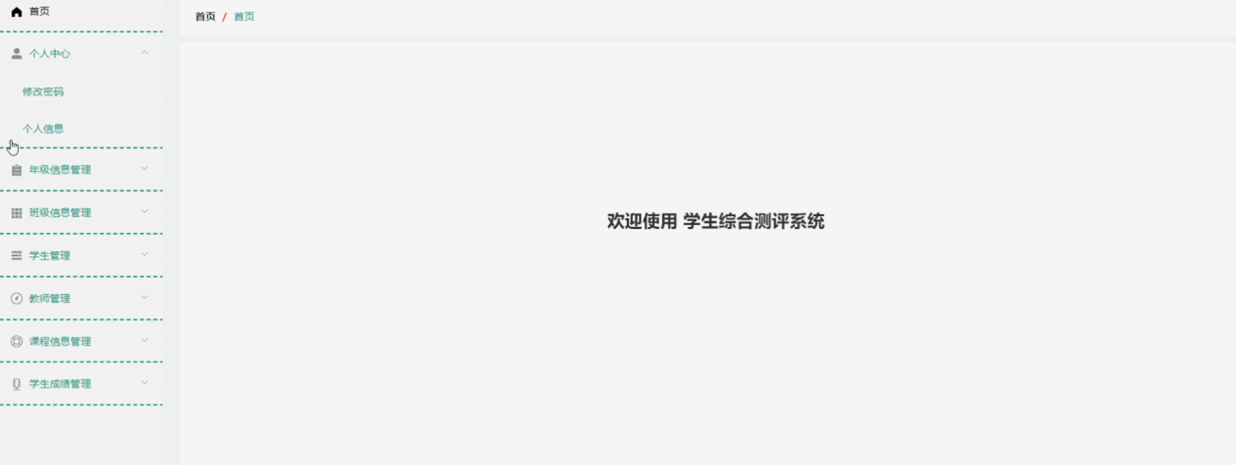 首页
首页 / 首页
个人中心
修改密码
个人信息
年级信息管理
班级信息管理
学生管理
教师管理
课程信息管理
学生成绩管理
欢迎使用 学生综合测评系统